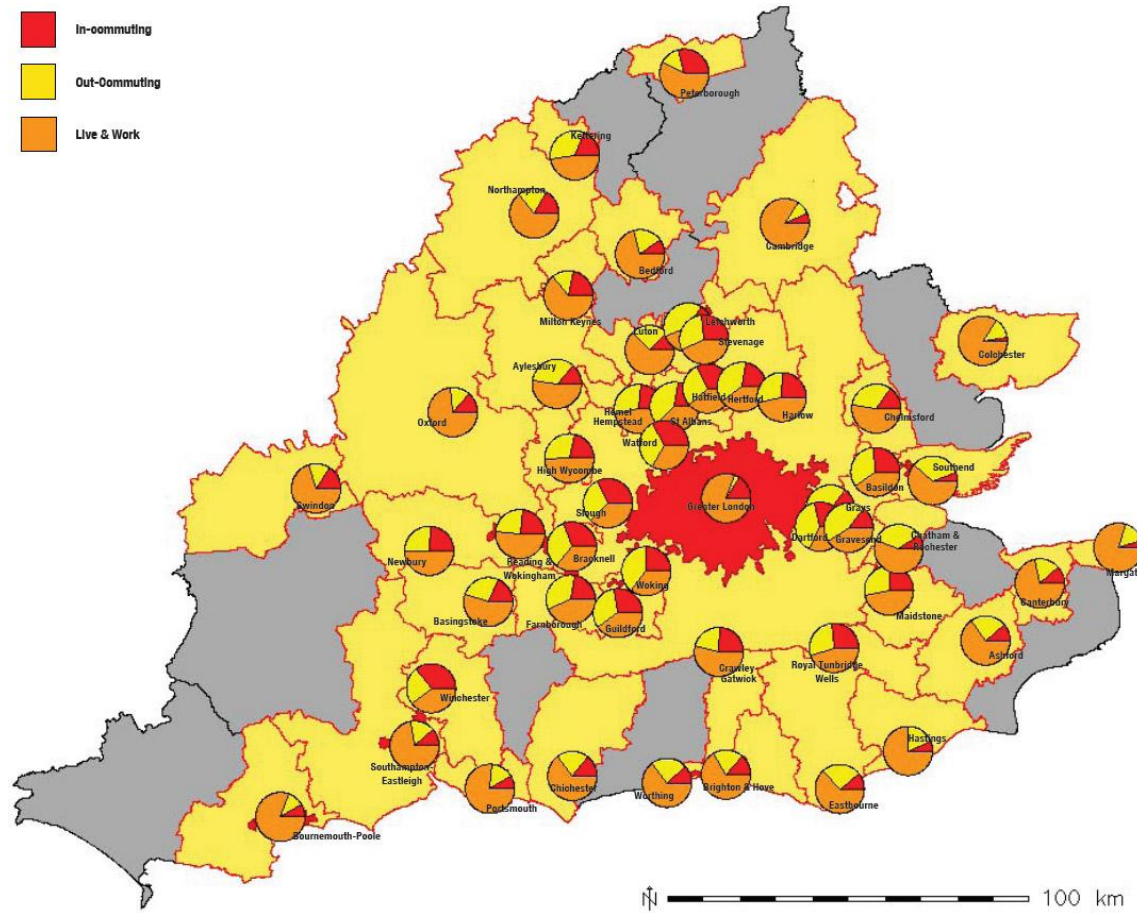 In-commuting
Out-Commuting
Live & Work
Peterborough
Kettering
Northampton
Cambridge
Bedford
Milton Keynes
Letchworth
Luton
Stevenage
Colchester
Aylesbury
Hatfield
Hertford
Harlow
Hemel
Hempstead
St Albans
Chelmsford
Oxford
Watford
High Wycombe
Southend
Basildon
Swindon
Slough
Greater London
Grays
Dartford
Gravesend
Chatham &
Rochester
Newbury
Reading &
Wokingham
Bracknell
Margat
Woking
Canterbury
Basingstoke
Farnborough
Guildford
Maidstone
Ashford
Crawley-
Gatwick
Royal Tunbridge
Wells
Winchester
Hastings
Southampton-
Eastleigh
Portsmouth
Chichester
Worthing
Brighton & Hove
Eastbourne
Bournemouth-Poole
N
100 km